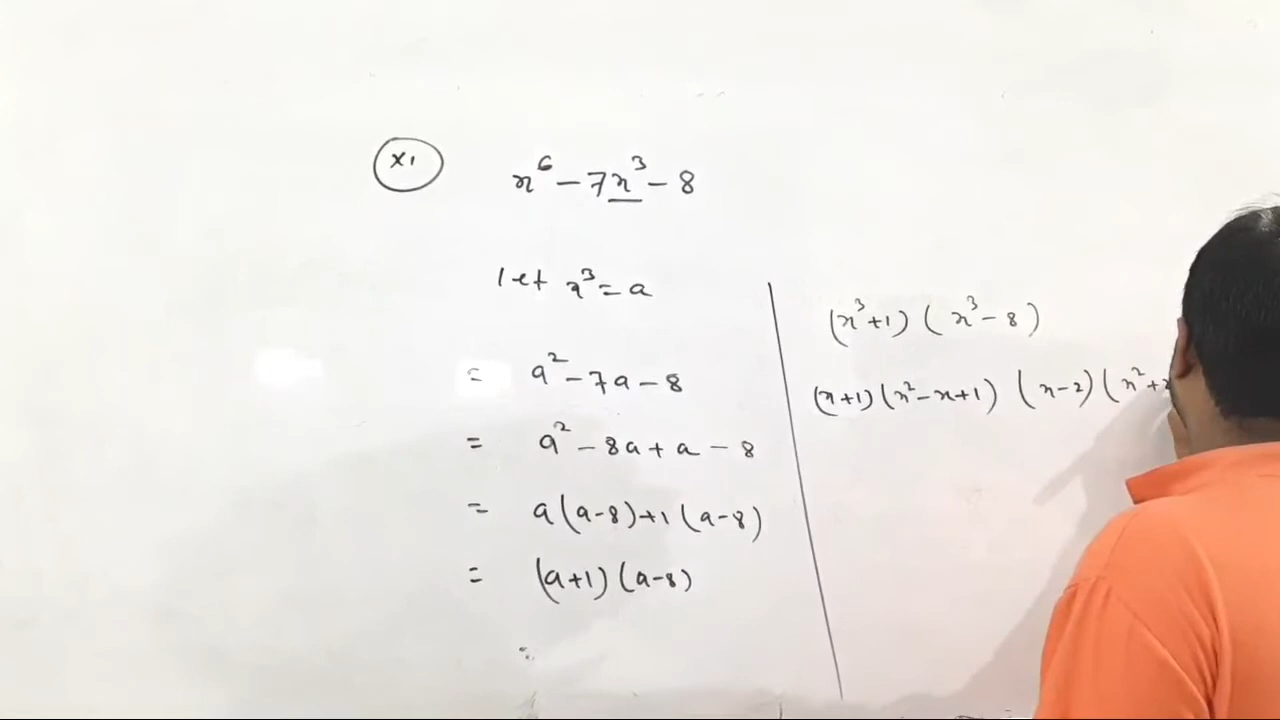 XI
x⁶ – 7x³ – 8
let x³ = a
= a² – 7a – 8
= a² – 8a + a – 8
= a(a–8)+1(a–8)
= (a+1)(a–8)
(x³+1)(x³–8)
(x+1)(x²–x+1)(x–2)(x²+